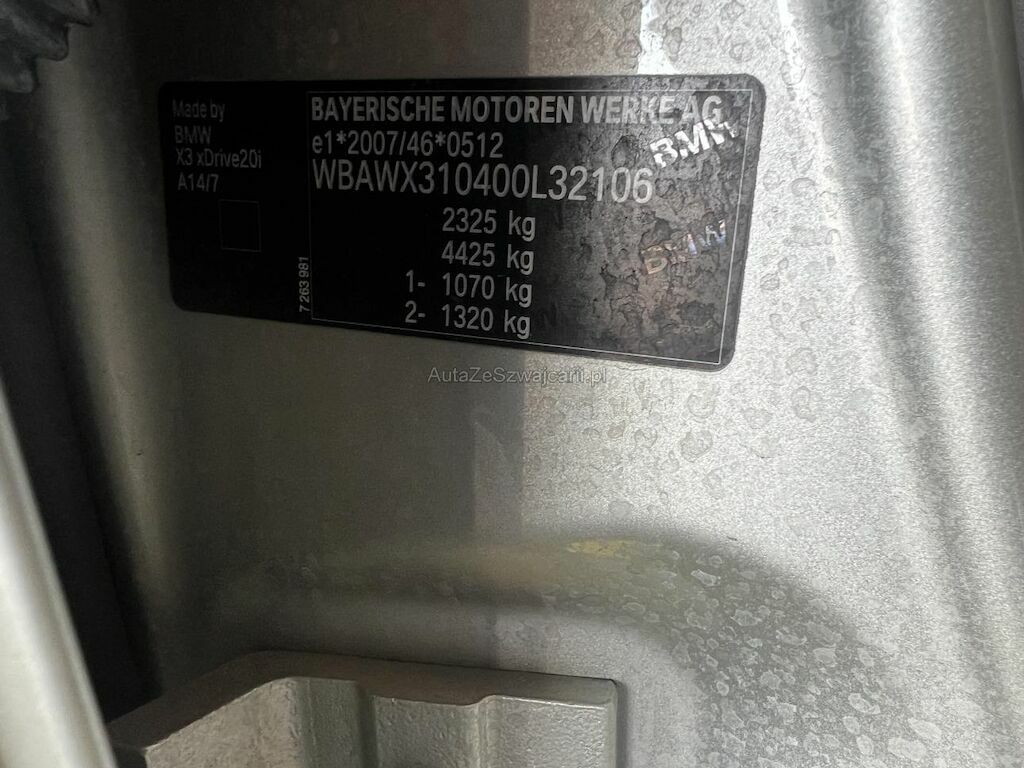 Made by
BMW
X3 xDrive20i
A14/7
7 263 981
BAYERISCHE MOTOREN WERKE AG
e1*2007/46*0512
WBAWX310400L32106
2325 kg
4425 kg
1- 1070 kg
2- 1320 kg
BMW
BMW
AutaZeSzwajcarii.pl